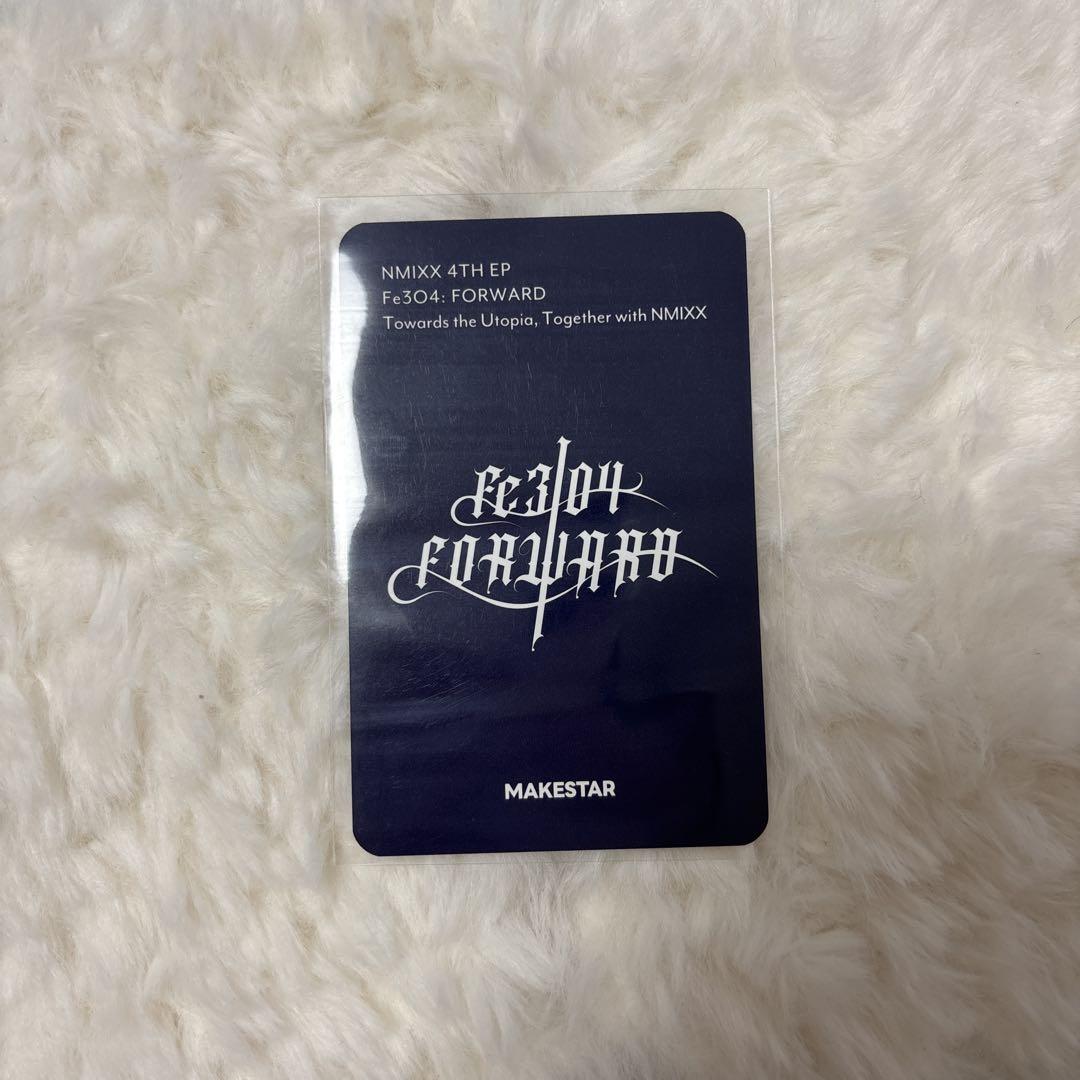 NMIXX 4TH EP
Fe3O4: FORWARD
Towards the Utopia, Together with NMIXX
Fe3O4
FORWARD
MAKESTAR